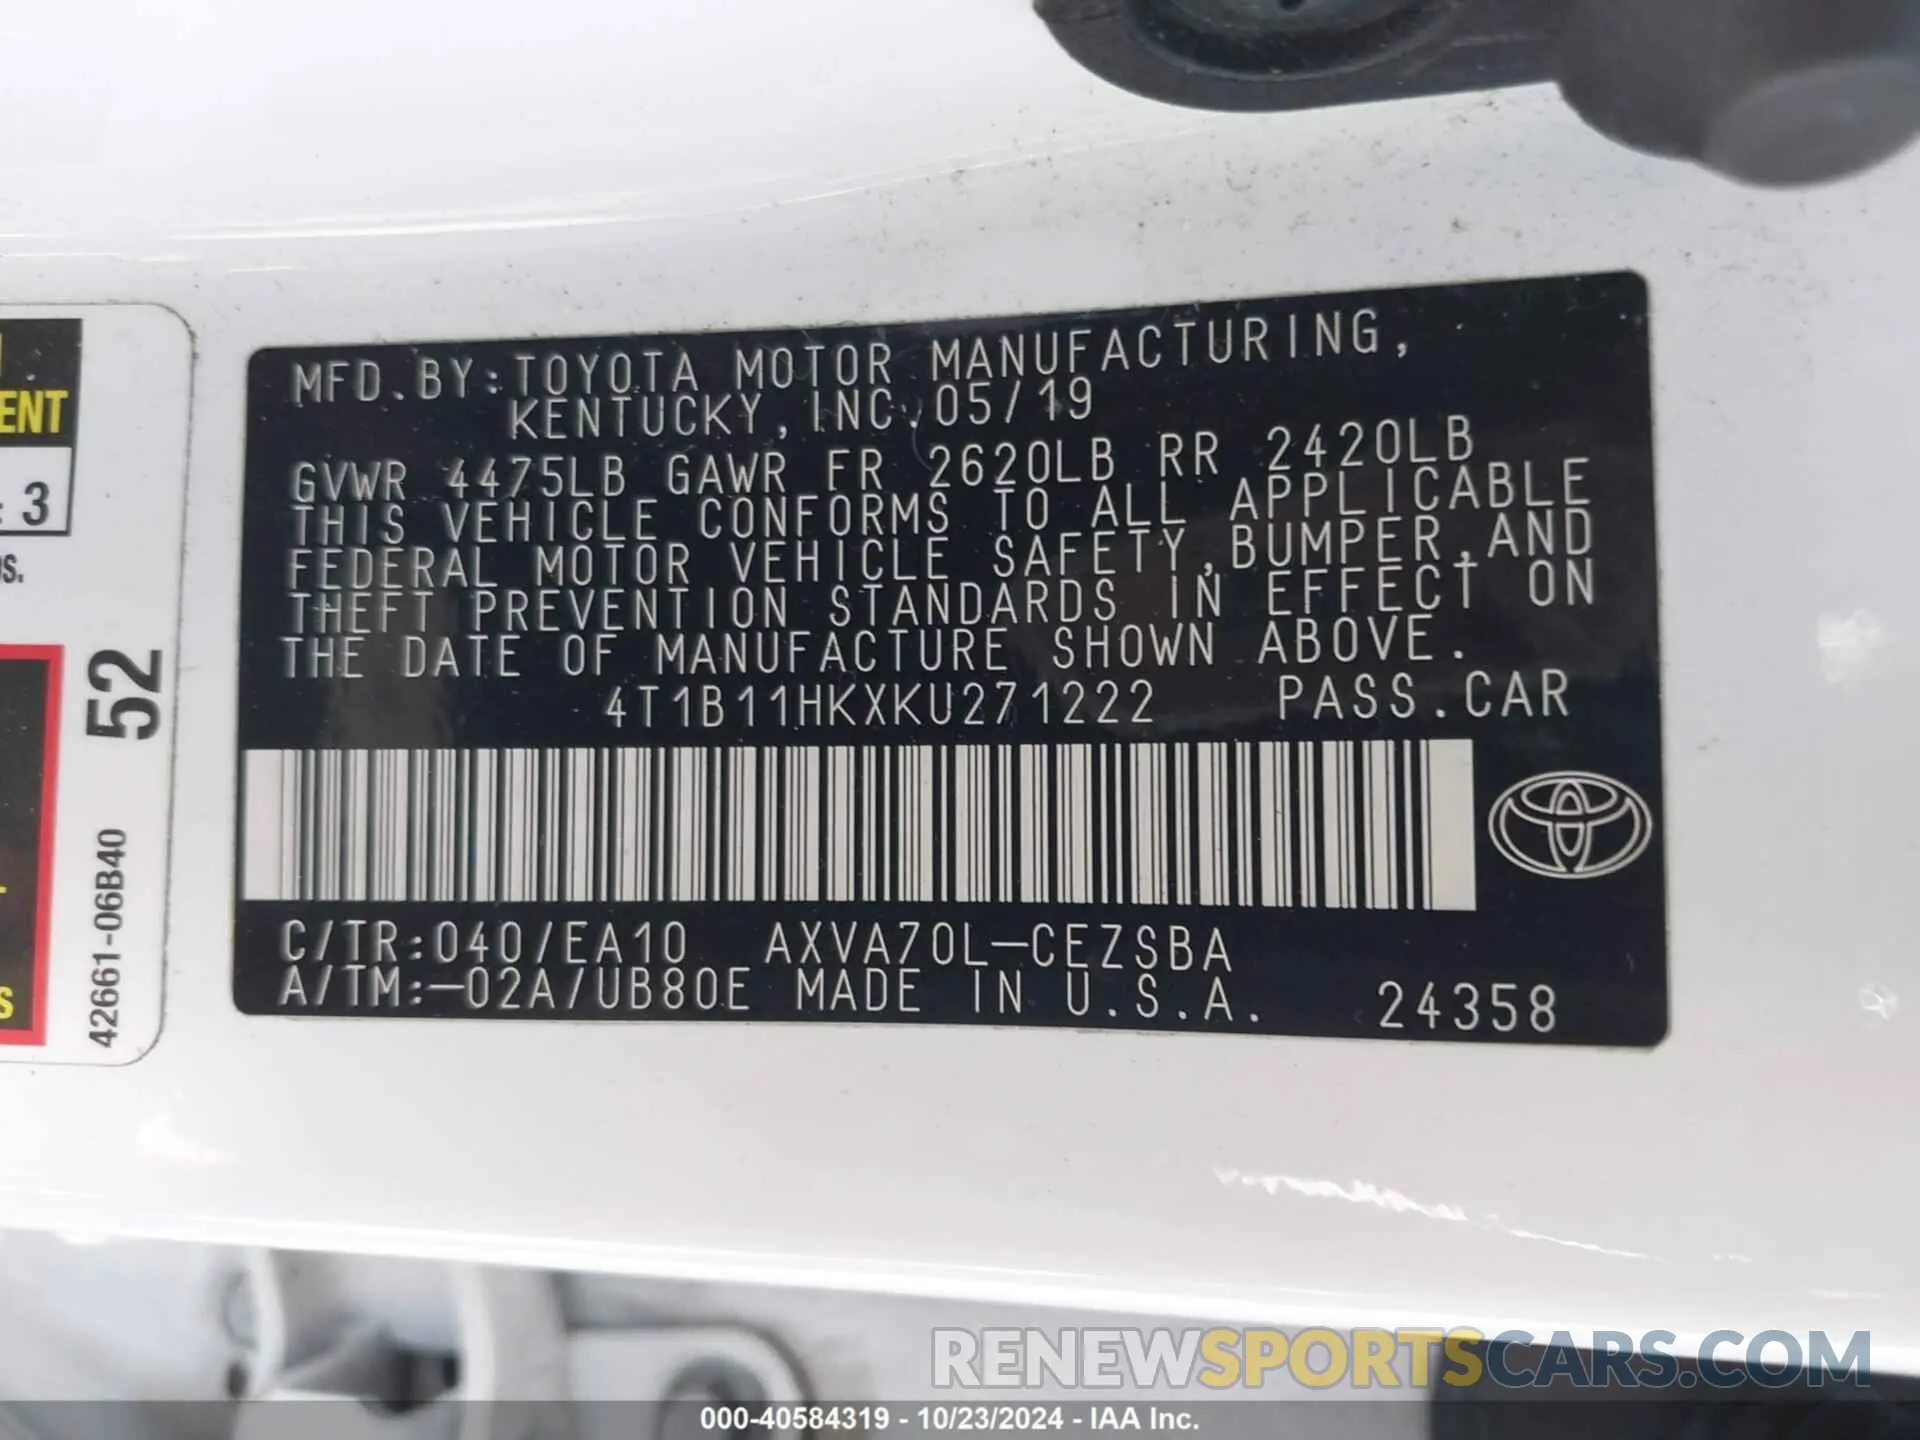 ENT
: 3
S.
52
42661-06B40
S
MFD.BY:TOYOTA MOTOR MANUFACTURING,
KENTUCKY,INC.05/19
GVWR 4475LB GAWR FR 2620LB RR 2420LB
THIS VEHICLE CONFORMS TO ALL APPLICABLE
FEDERAL MOTOR VEHICLE SAFETY,BUMPER,AND
THEFT PREVENTION STANDARDS IN EFFECT ON
THE DATE OF MANUFACTURE SHOWN ABOVE.
4T1B11HKXKU271222 PASS.CAR
C/TR:040/EA10 AXVA70L-CEZSBA
A/TM:-02A/UB80E MADE IN U.S.A. 24358
RENEWSPORTSCARS.COM
000-40584319 - 10/23/2024 - IAA Inc.